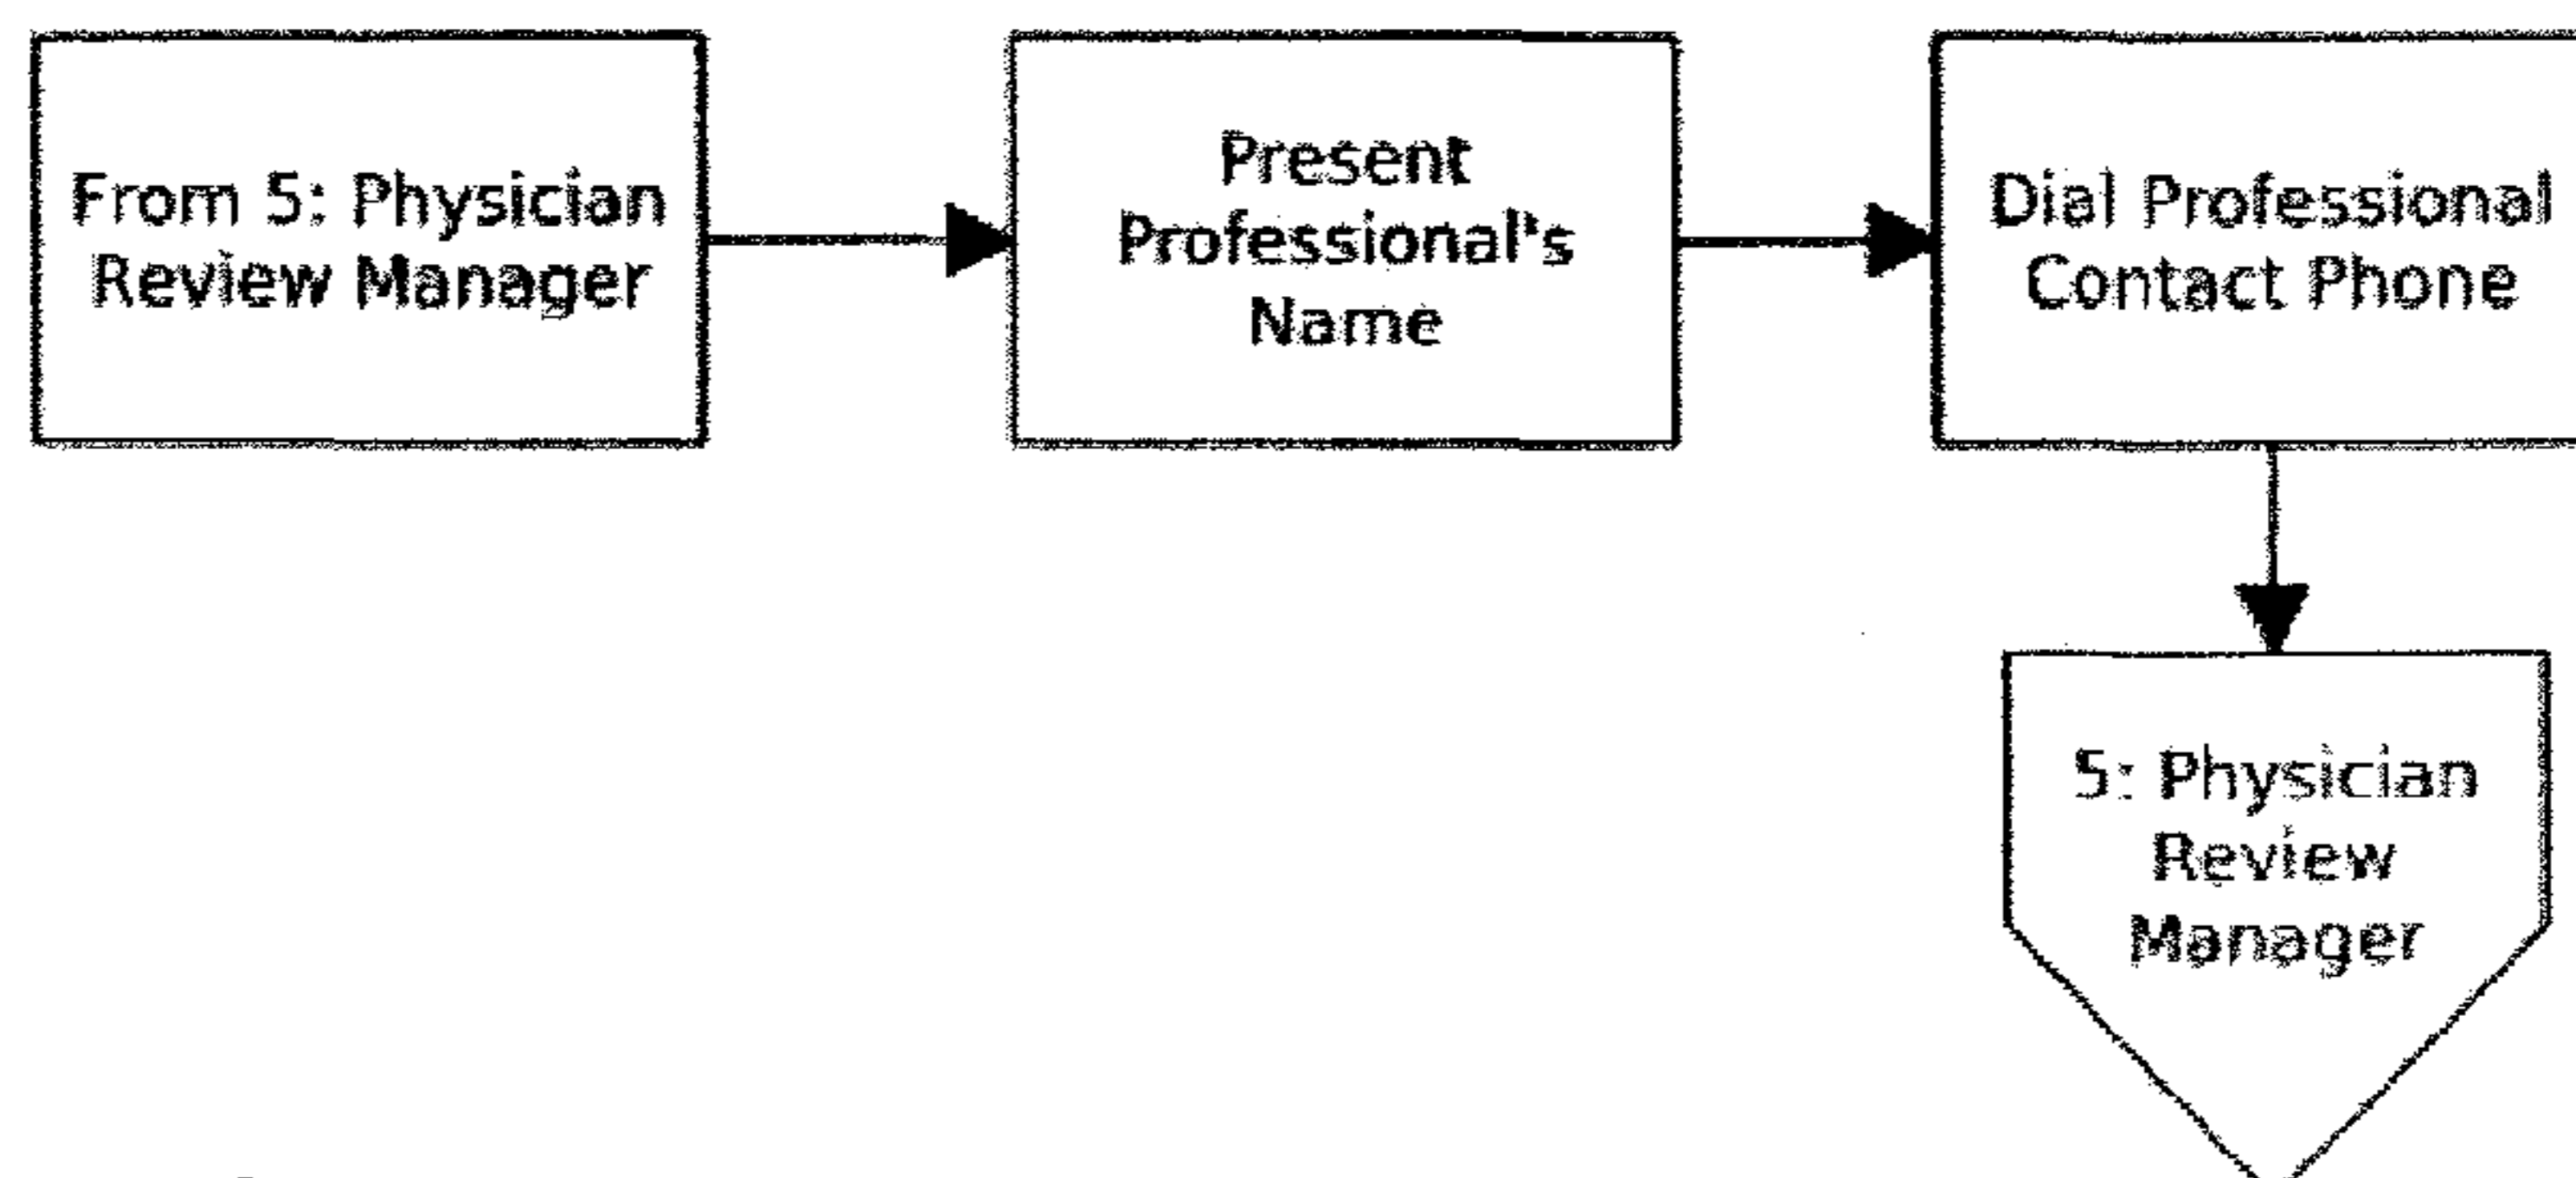 From 5: Physician
Review Manager
Present
Professional's
Name
Dial Professional
Contact Phone
5: Physician
Review
Manager